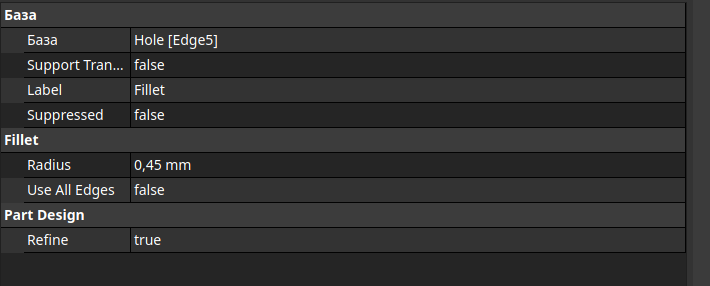 База
База Hole [Edge5]
Support Tran... false
Label Fillet
Suppressed false
Fillet
Radius 0,45 mm
Use All Edges false
Part Design
Refine true